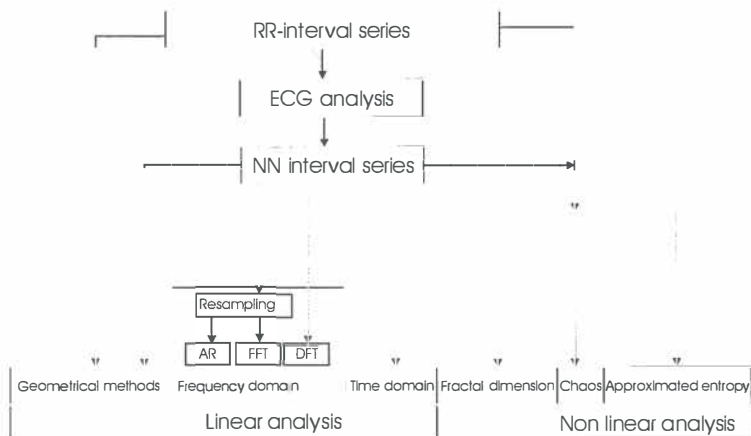 RR-interval series
ECG analysis
NN interval series
Resampling
AR FFT DFT
Geometrical methods Frequency domain Time domain Fractal dimension Chaos Approximated entropy
Linear analysis Non linear analysis